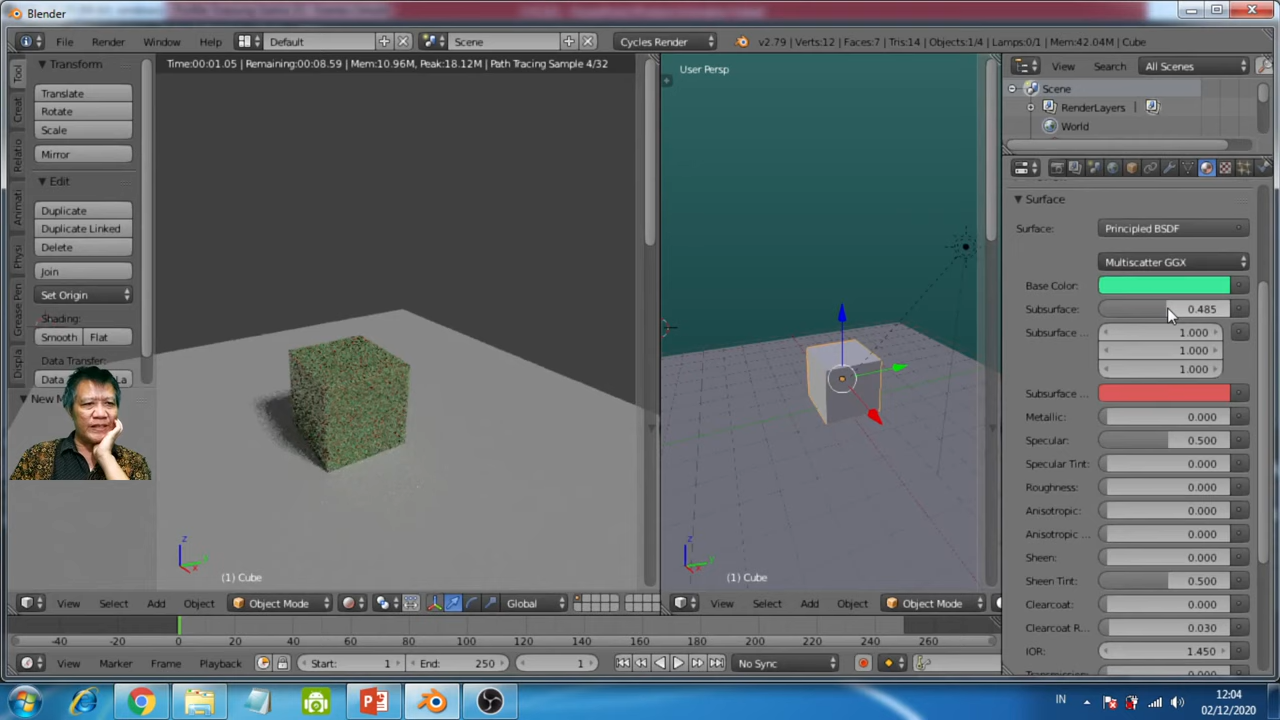 Blender
File Render Window Help Default Scene Cycles Render v2.79 | Verts:12 | Faces:7 | Tris:14 | Objects:1/4 | Lamps:0/1 | Mem:42.04M | Cube
Time:00:01.05 | Remaining:00:08.59 | Mem:10.96M, Peak:18.12M | Path Tracing Sample 4/32
User Persp
View Search All Scenes
Scene
RenderLayers
World
Tool
Creat
Relatio
Animati
Physi
Grease Pen
Displa
Transform
Translate
Rotate
Scale
Mirror
Edit
Duplicate
Duplicate Linked
Delete
Join
Set Origin
Shading:
Smooth Flat
Data Transfer:
New M
Surface
Surface: Principled BSDF
Multiscatter GGX
Base Color:
Subsurface: 0.485
Subsurface ... 1.000
1.000
1.000
Subsurface ...
Metallic: 0.000
Specular: 0.500
Specular Tint: 0.000
Roughness: 0.000
Anisotropic: 0.000
Anisotropic ... 0.000
Sheen: 0.000
Sheen Tint: 0.500
Clearcoat: 0.000
Clearcoat R... 0.030
IOR: 1.450
z
y
(1) Cube
z
y
(1) Cube
View Select Add Object Object Mode Global
View Select Add Object Object Mode
-40 -20 0 20 40 60 80 100 120 140 160 180 200 220 240 260
View Marker Frame Playback Start: 1 End: 250 1 No Sync
IN
12:04
02/12/2020